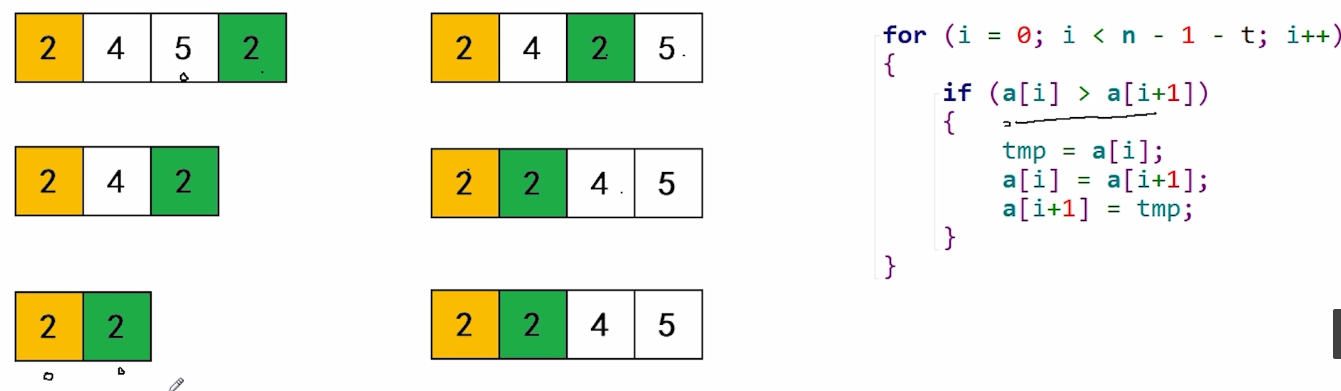 2 4 5 2
2 4 2 5
2 4 2
2 2 4 5
2 2
2 2 4 5
for (i = 0; i < n - 1 - t; i++)
{
if (a[i] > a[i+1])
{
tmp = a[i];
a[i] = a[i+1];
a[i+1] = tmp;
}
}